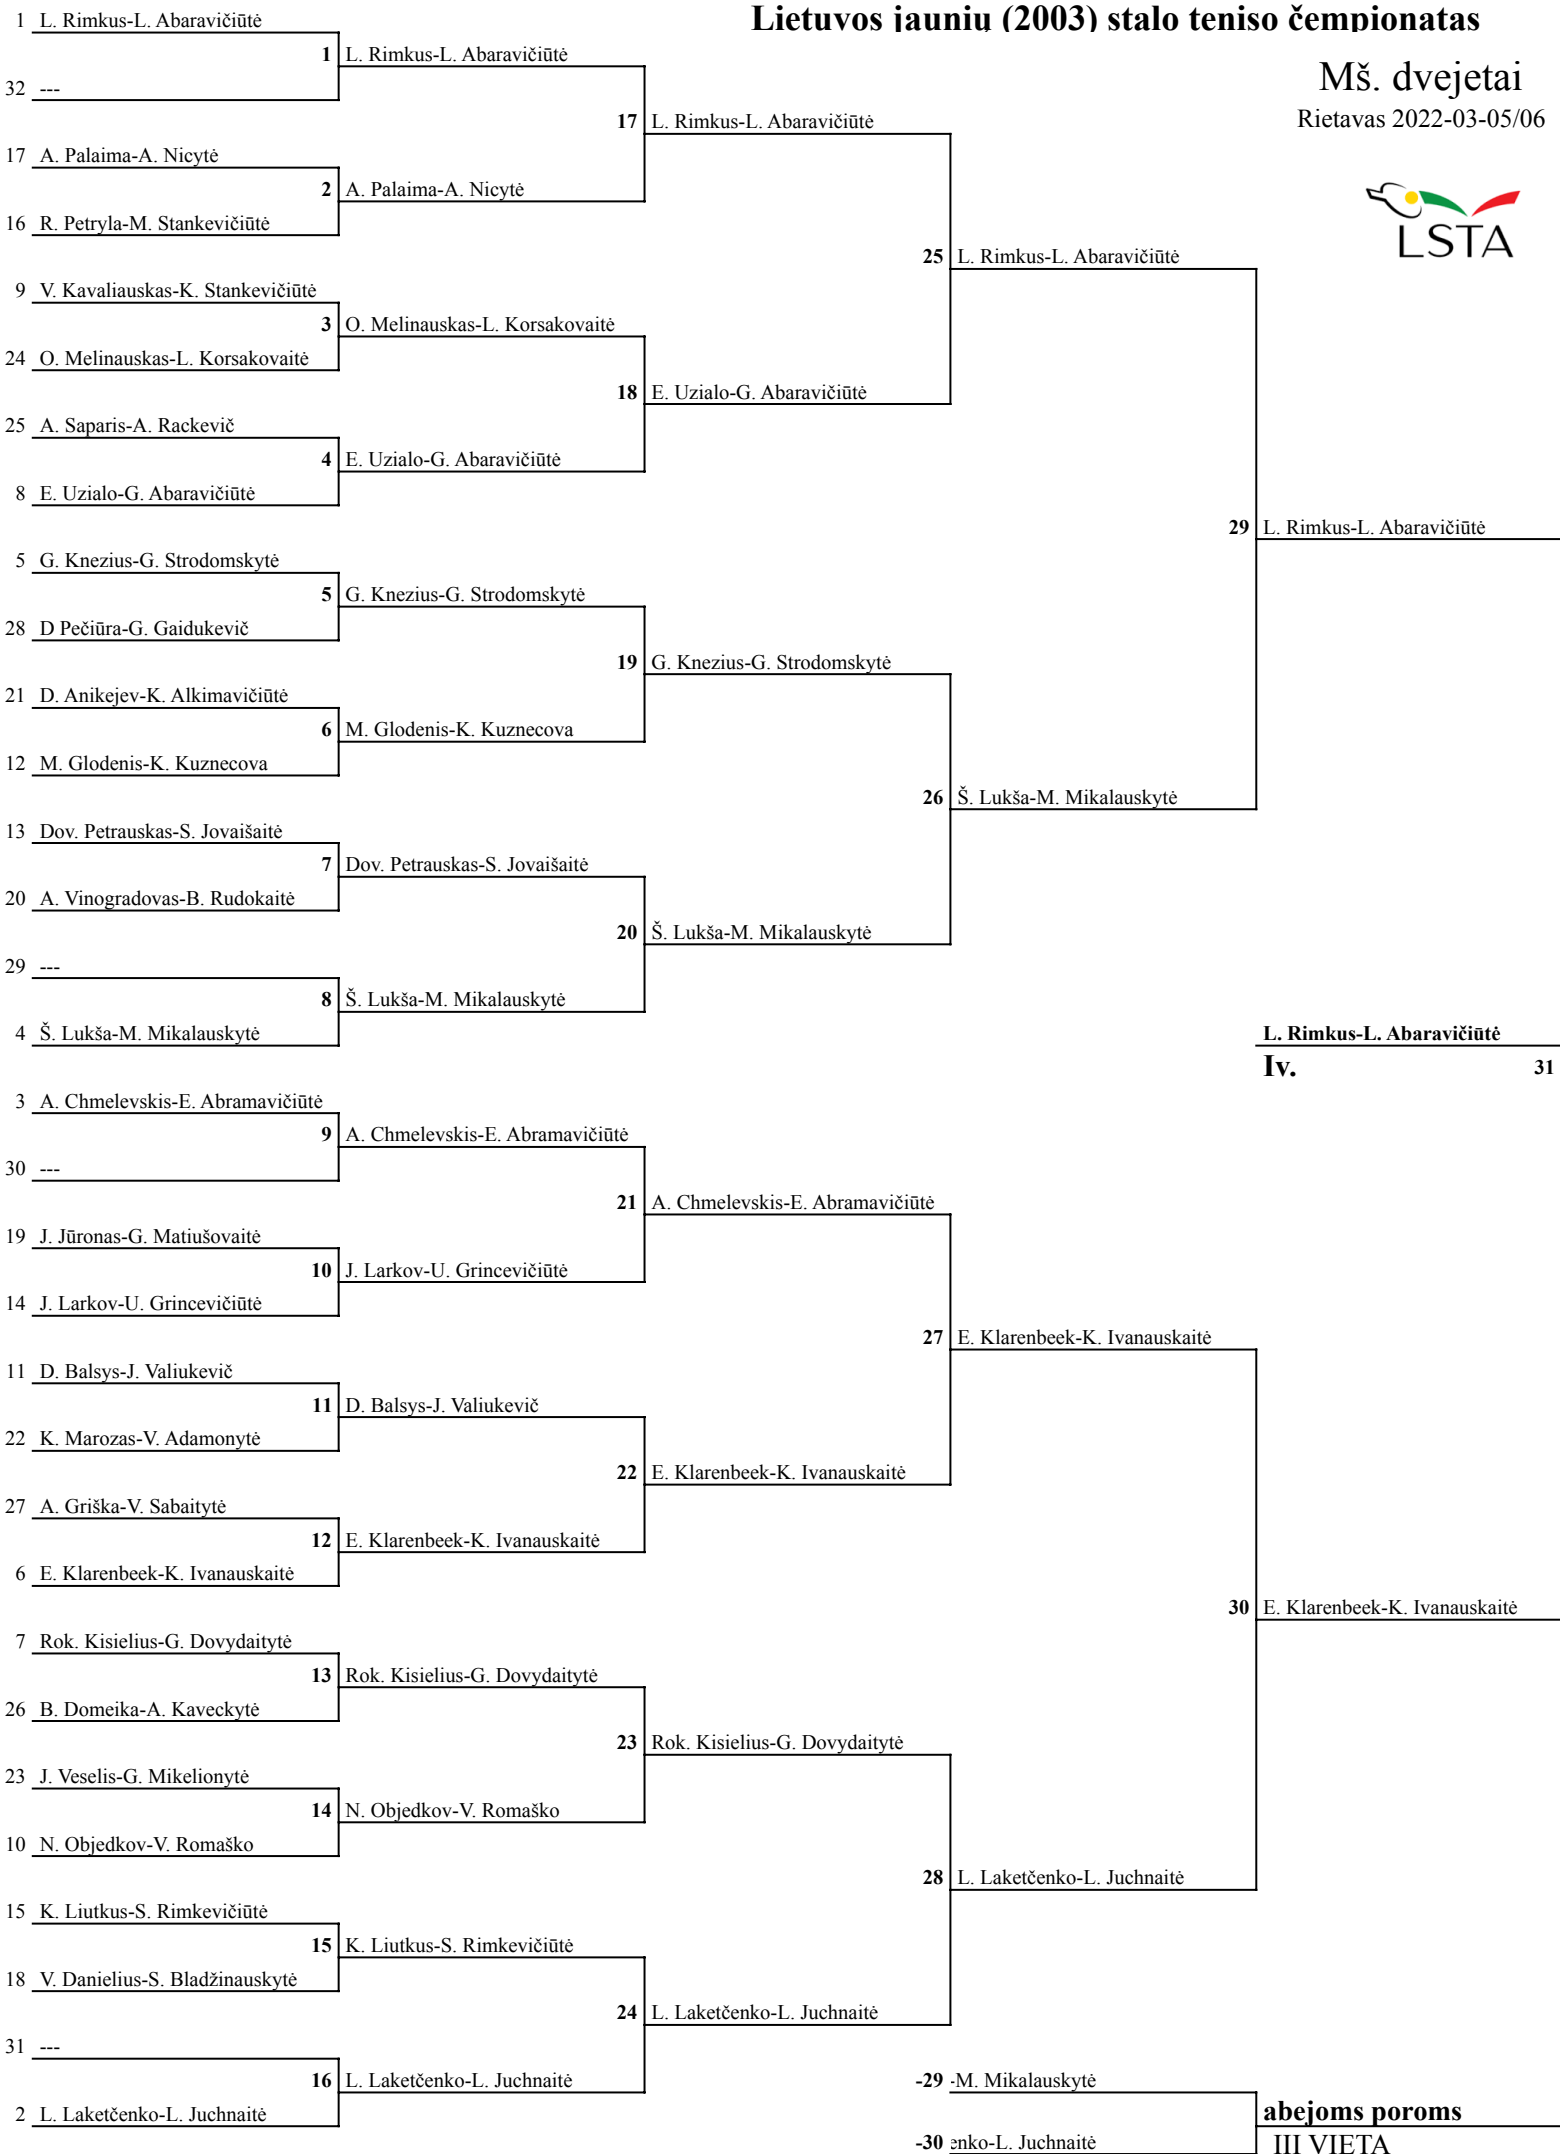 Lietuvos jaunių (2003) stalo teniso čempionatas
Mš. dvejetai
Rietavas 2022-03-05/06
LSTA
1 L. Rimkus-L. Abaravičiūtė
1 L. Rimkus-L. Abaravičiūtė
32 ---
17 L. Rimkus-L. Abaravičiūtė
17 A. Palaima-A. Nicytė
2 A. Palaima-A. Nicytė
16 R. Petryla-M. Stankevičiūtė
25 L. Rimkus-L. Abaravičiūtė
9 V. Kavaliauskas-K. Stankevičiūtė
3 O. Melinauskas-L. Korsakovaitė
24 O. Melinauskas-L. Korsakovaitė
18 E. Uzialo-G. Abaravičiūtė
25 A. Saparis-A. Rackevič
4 E. Uzialo-G. Abaravičiūtė
8 E. Uzialo-G. Abaravičiūtė
29 L. Rimkus-L. Abaravičiūtė
5 G. Knezius-G. Strodomskytė
5 G. Knezius-G. Strodomskytė
28 D Pečiūra-G. Gaidukevič
19 G. Knezius-G. Strodomskytė
21 D. Anikejev-K. Alkimavičiūtė
6 M. Glodenis-K. Kuznecova
12 M. Glodenis-K. Kuznecova
26 Š. Lukša-M. Mikalauskytė
13 Dov. Petrauskas-S. Jovaišaitė
7 Dov. Petrauskas-S. Jovaišaitė
20 A. Vinogradovas-B. Rudokaitė
20 Š. Lukša-M. Mikalauskytė
29 ---
8 Š. Lukša-M. Mikalauskytė
4 Š. Lukša-M. Mikalauskytė
L. Rimkus-L. Abaravičiūtė
Iv. 31
3 A. Chmelevskis-E. Abramavičiūtė
9 A. Chmelevskis-E. Abramavičiūtė
30 ---
21 A. Chmelevskis-E. Abramavičiūtė
19 J. Jūronas-G. Matiušovaitė
10 J. Larkov-U. Grincevičiūtė
14 J. Larkov-U. Grincevičiūtė
27 E. Klarenbeek-K. Ivanauskaitė
11 D. Balsys-J. Valiukevič
11 D. Balsys-J. Valiukevič
22 K. Marozas-V. Adamonytė
22 E. Klarenbeek-K. Ivanauskaitė
27 A. Griška-V. Sabaitytė
12 E. Klarenbeek-K. Ivanauskaitė
6 E. Klarenbeek-K. Ivanauskaitė
30 E. Klarenbeek-K. Ivanauskaitė
7 Rok. Kisielius-G. Dovydaitytė
13 Rok. Kisielius-G. Dovydaitytė
26 B. Domeika-A. Kaveckytė
23 Rok. Kisielius-G. Dovydaitytė
23 J. Veselis-G. Mikelionytė
14 N. Objedkov-V. Romaško
10 N. Objedkov-V. Romaško
28 L. Laketčenko-L. Juchnaitė
15 K. Liutkus-S. Rimkevičiūtė
15 K. Liutkus-S. Rimkevičiūtė
18 V. Danielius-S. Bladžinauskytė
24 L. Laketčenko-L. Juchnaitė
31 ---
16 L. Laketčenko-L. Juchnaitė
2 L. Laketčenko-L. Juchnaitė
-29 -M. Mikalauskytė
abejoms poroms
-30 enko-L. Juchnaitė
III VIETA